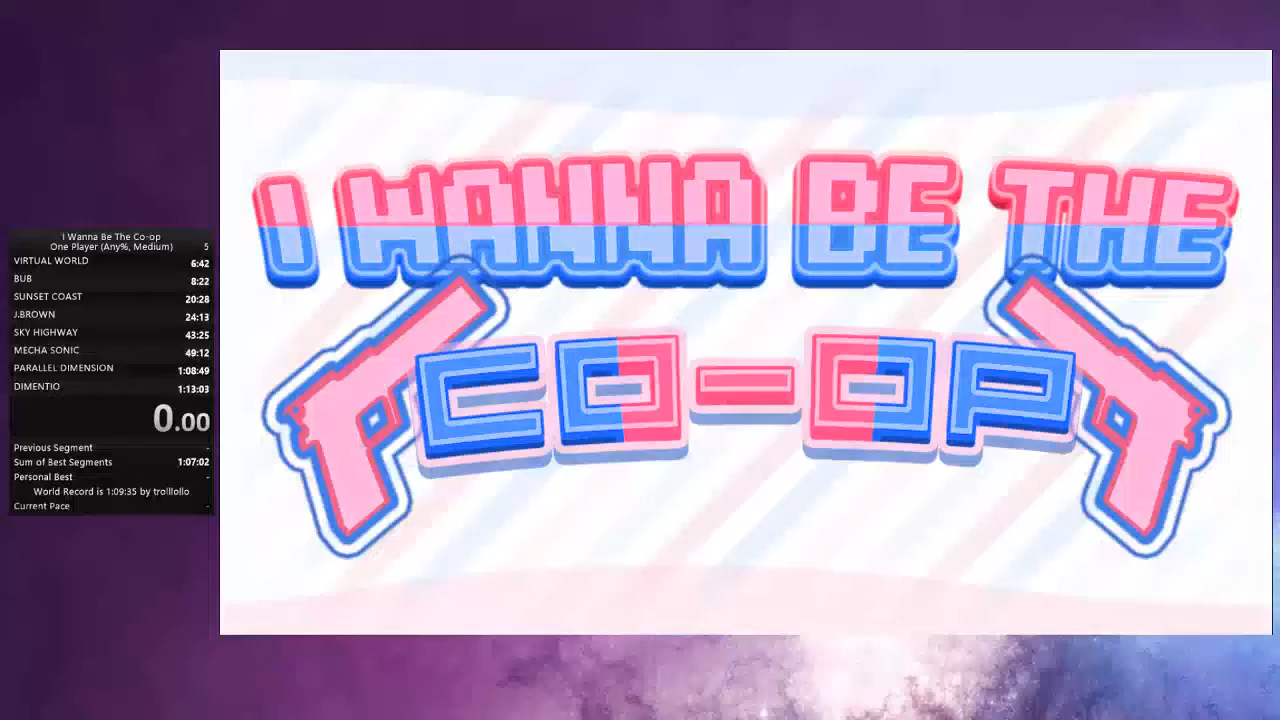 I Wanna Be The Co-op
One Player (Any%, Medium) 5
VIRTUAL WORLD 6:42
BUB 8:22
SUNSET COAST 20:28
J.BROWN 24:13
SKY HIGHWAY 43:25
MECHA SONIC 49:12
PARALLEL DIMENSION 1:08:49
DIMENTIO 1:13:03
0.00
Previous Segment -
Sum of Best Segments 1:07:02
Personal Best -
World Record is 1:09:35 by trolllollo
Current Pace -
I WANNA BE THE
CO-OP